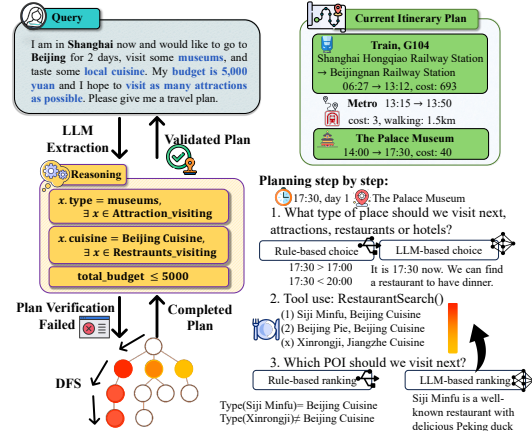 Query
I am in Shanghai now and would like to go to
Beijing for 2 days, visit some museums, and
taste some local cuisine. My budget is 5,000
yuan and I hope to visit as many attractions
as possible. Please give me a travel plan.
LLM
Extraction
Validated Plan
Reasoning
x.type = museums,
∃ x ∈ Attraction_visiting
x.cuisine = Beijing Cuisine,
∃ x ∈ Restraunts_visiting
total_budget ≤ 5000
Plan Verification
Failed
Completed
Plan
DFS
Current Itinerary Plan
Train, G104
Shanghai Hongqiao Railway Station
→ Beijingnan Railway Station
06:27 → 13:12, cost: 693
Metro 13:15 → 13:50
cost: 3, walking: 1.5km
The Palace Museum
14:00 → 17:30, cost: 40
Planning step by step:
17:30, day 1, The Palace Museum
1. What type of place should we visit next,
attractions, restaurants or hotels?
Rule-based choice
17:30 > 17:00
17:30 < 20:00
LLM-based choice
It is 17:30 now. We can find
a restaurant to have dinner.
2. Tool use: RestaurantSearch()
(1) Siji Minfu, Beijing Cuisine
(2) Beijing Pie, Beijing Cuisine
(x) Xinrongji, Jiangzhe Cuisine
3. Which POI should we visit next?
Rule-based ranking
Type(Siji Minfu)= Beijing Cuisine
Type(Xinrongji)≠ Beijing Cuisine
LLM-based ranking
Siji Minfu is a well-
known restaurant with
delicious Peking duck